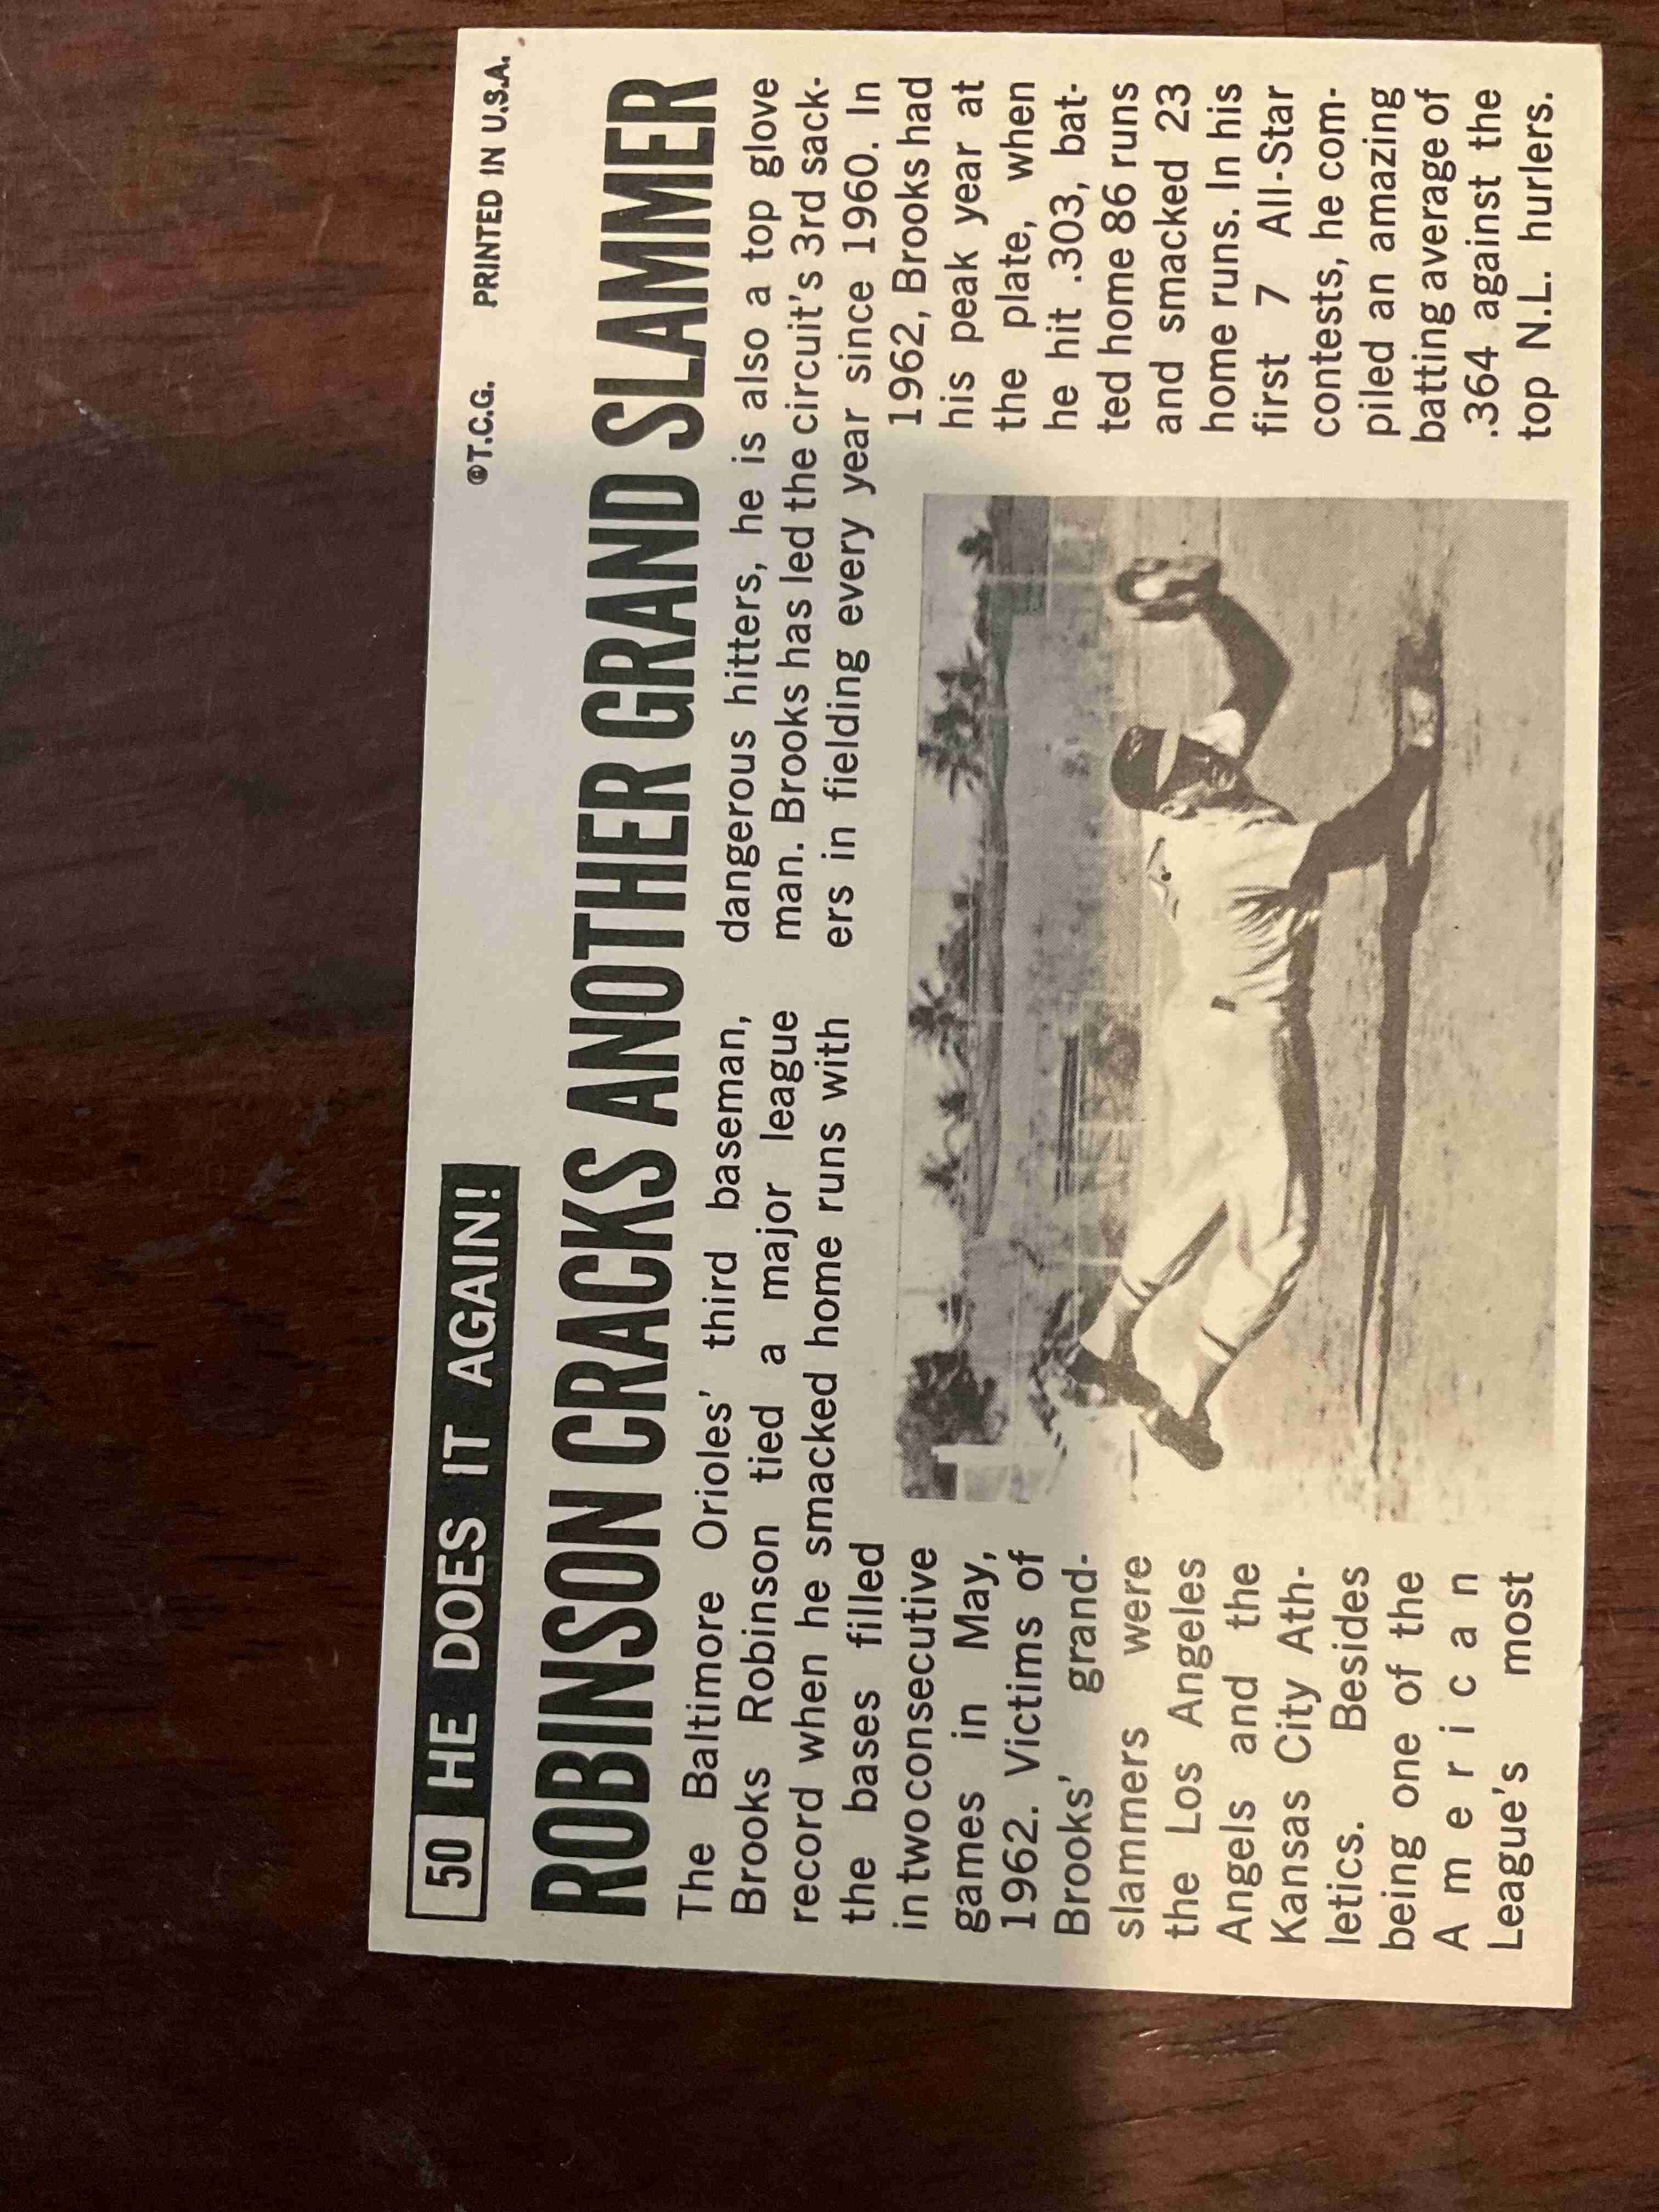 50 HE DOES IT AGAIN!
©T.C.G. PRINTED IN U.S.A.
ROBINSON CRACKS ANOTHER GRAND SLAMMER
The Baltimore Orioles' third baseman,
Brooks Robinson tied a major league
record when he smacked home runs with
the bases filled
in two consecutive
games in May,
1962. Victims of
Brooks' grand-
slammers were
the Los Angeles
Angels and the
Kansas City Ath-
letics. Besides
being one of the
American
League's most
dangerous hitters, he is also a top glove
man. Brooks has led the circuit's 3rd sack-
ers in fielding every year since 1960. In
1962, Brooks had
his peak year at
the plate, when
he hit .303, bat-
ted home 86 runs
and smacked 23
home runs. In his
first 7 All-Star
contests, he com-
piled an amazing
batting average of
.364 against the
top N.L. hurlers.